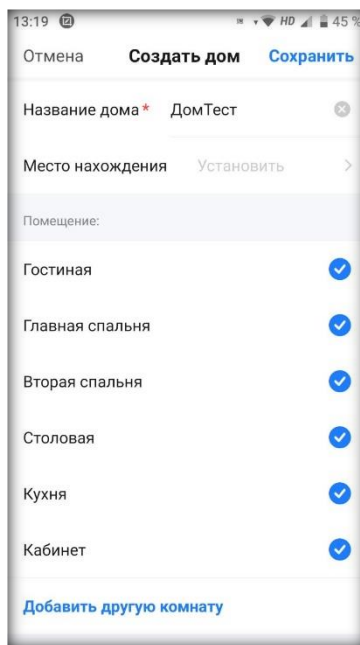 13:19 HD 45 %
Отмена Создать дом Сохранить
Название дома* ДомТест
Место нахождения Установить
Помещение:
Гостиная
Главная спальня
Вторая спальня
Столовая
Кухня
Кабинет
Добавить другую комнату